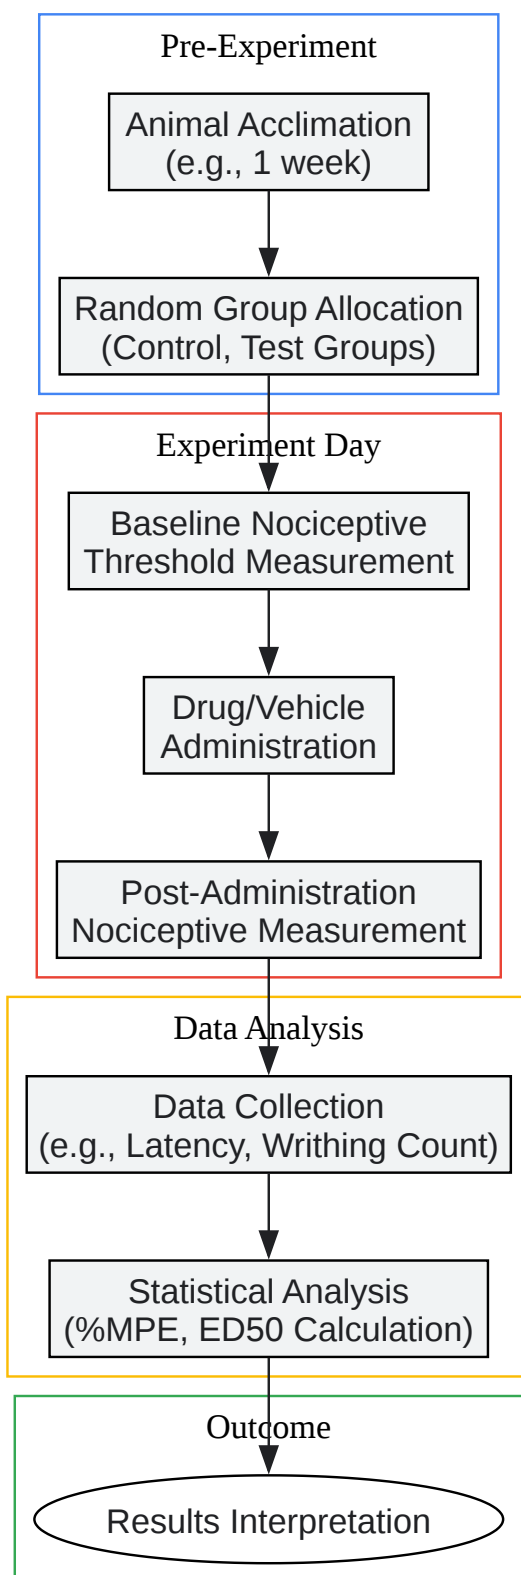 Pre-Experiment
Animal Acclimation
(e.g., 1 week)
Random Group Allocation
(Control, Test Groups)
Experiment Day
Baseline Nociceptive
Threshold Measurement
Drug/Vehicle
Administration
Post-Administration
Nociceptive Measurement
Data Analysis
Data Collection
(e.g., Latency, Writhing Count)
Statistical Analysis
(%MPE, ED50 Calculation)
Outcome
Results Interpretation